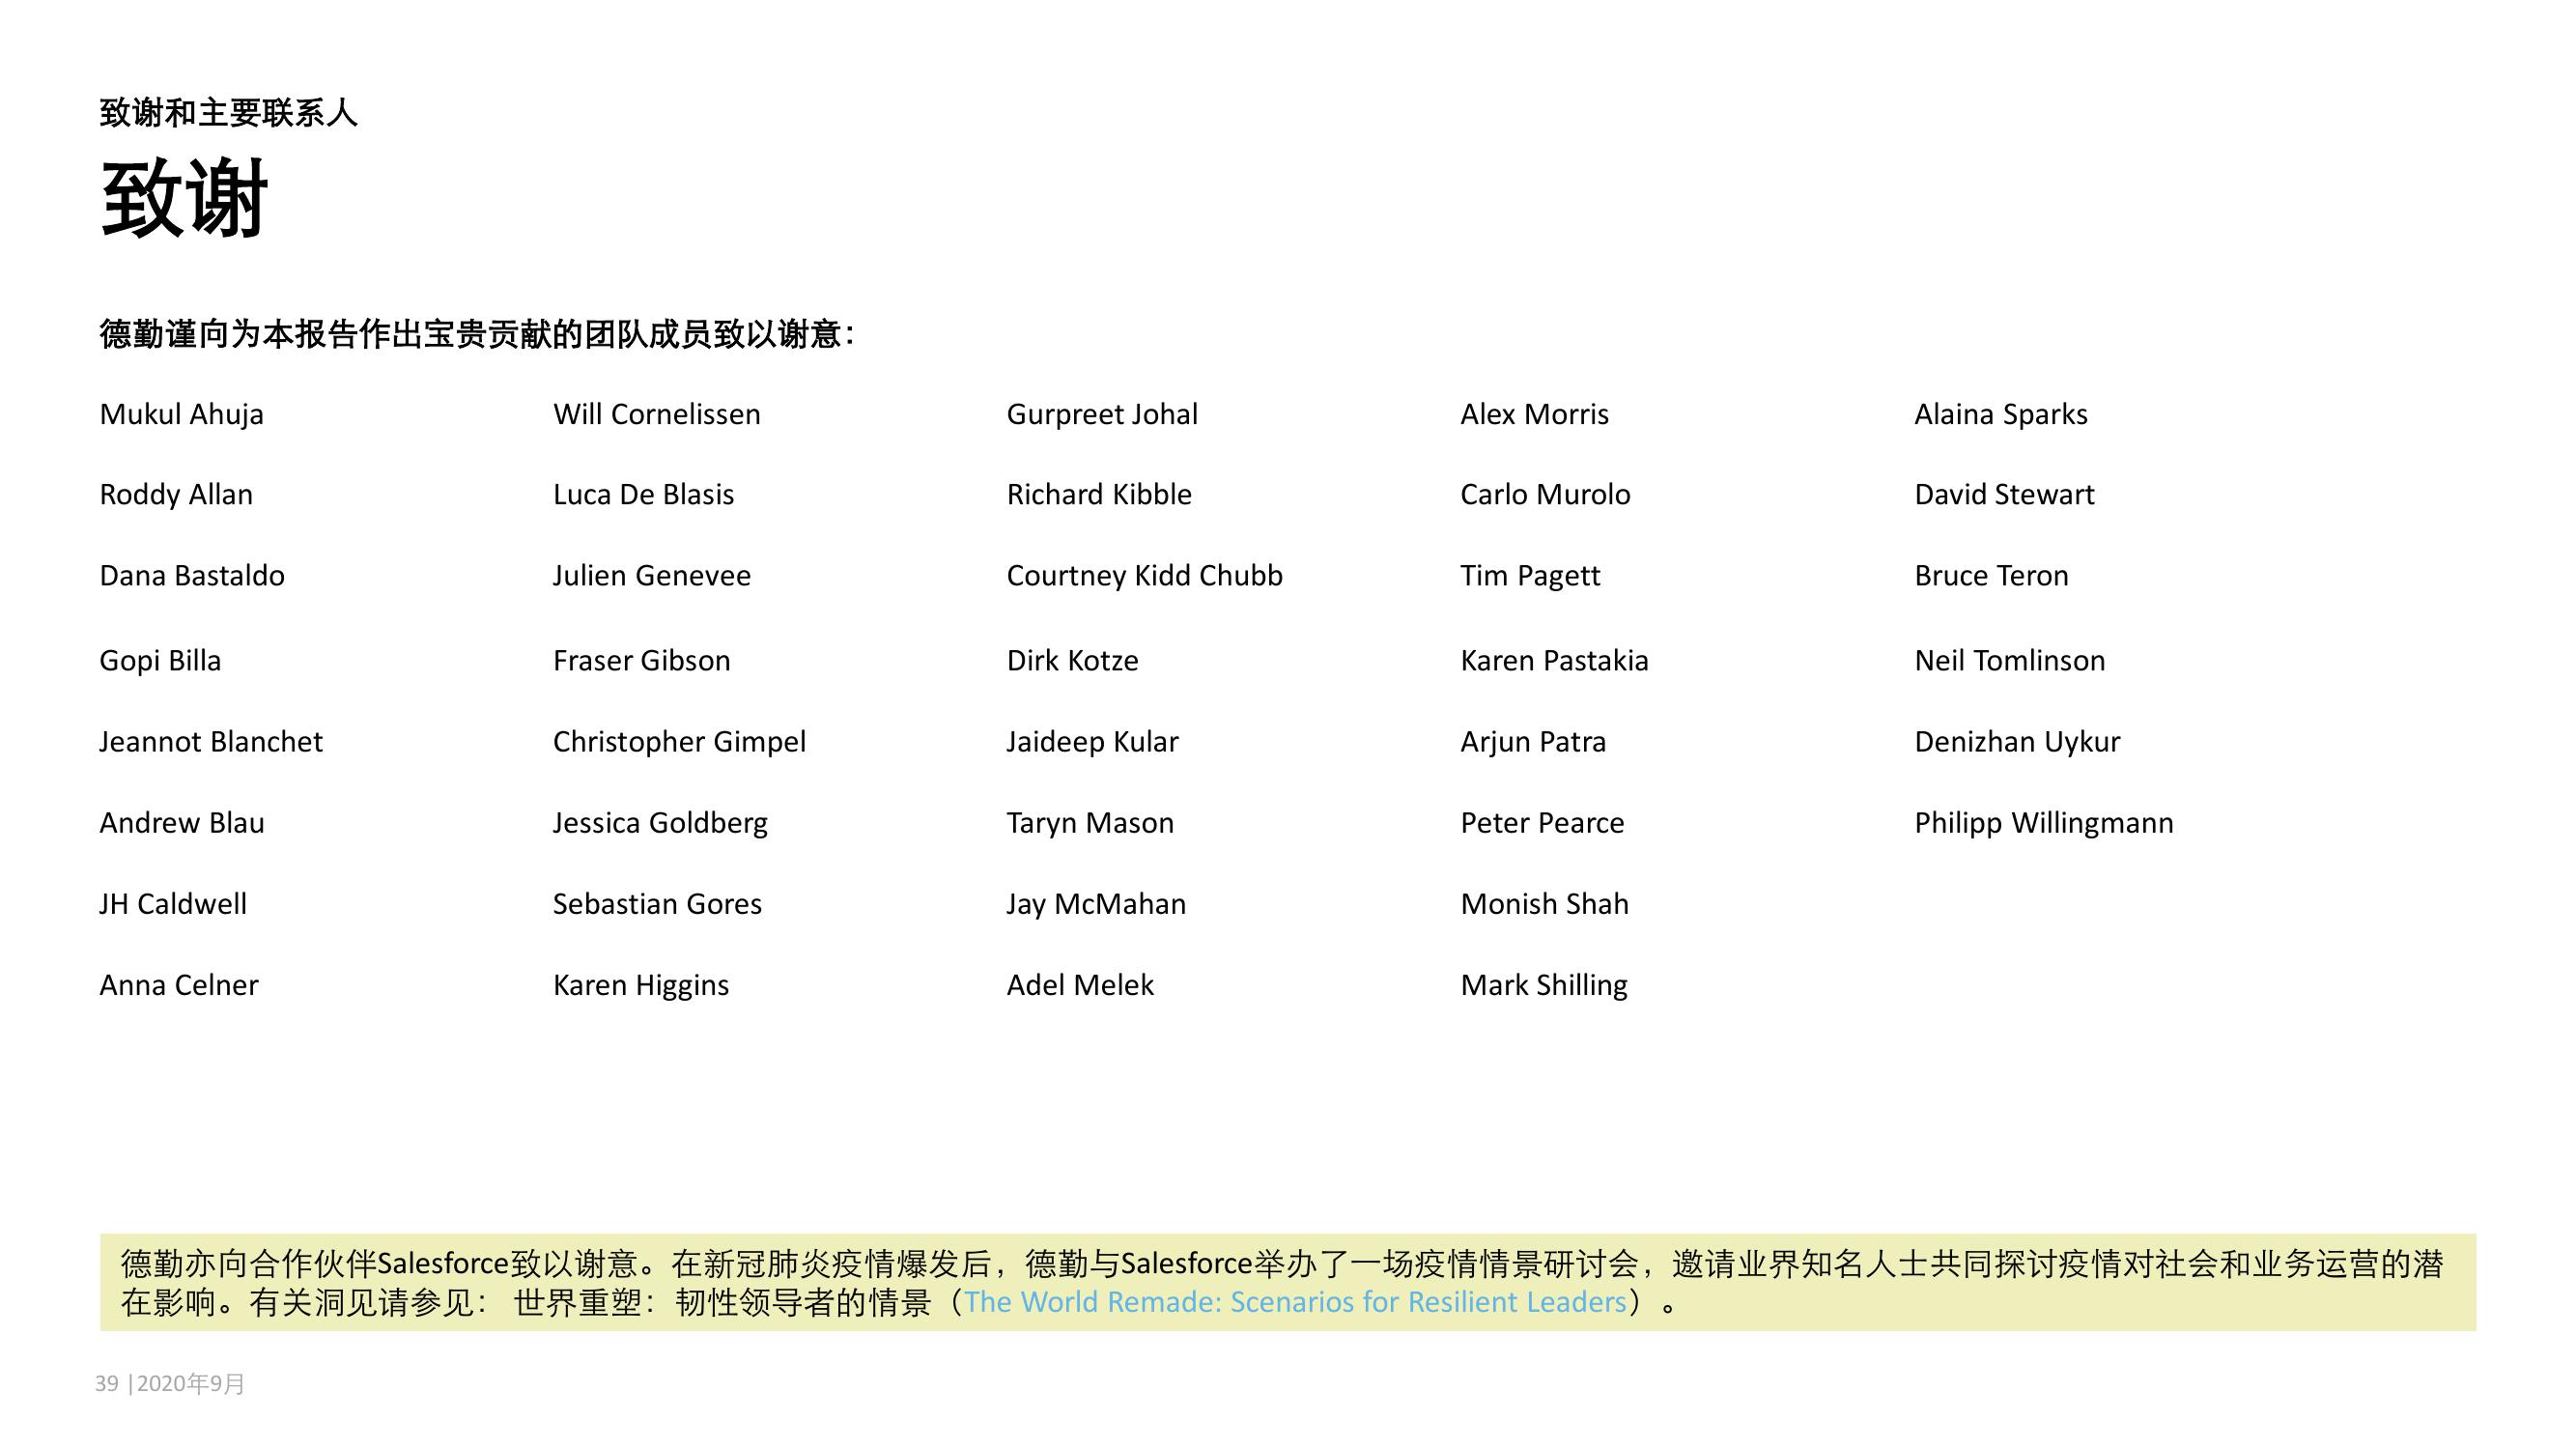 致谢和主要联系人
致谢
德勤谨向为本报告作出宝贵贡献的团队成员致以谢意：
Mukul Ahuja
Roddy Allan
Dana Bastaldo
Gopi Billa
Jeannot Blanchet
Andrew Blau
JH Caldwell
Anna Celner
Will Cornelissen
Luca De Blasis
Julien Genevee
Fraser Gibson
Christopher Gimpel
Jessica Goldberg
Sebastian Gores
Karen Higgins
Gurpreet Johal
Richard Kibble
Courtney Kidd Chubb
Dirk Kotze
Jaideep Kular
Taryn Mason
Jay McMahan
Adel Melek
Alex Morris
Carlo Murolo
Tim Pagett
Karen Pastakia
Arjun Patra
Peter Pearce
Monish Shah
Mark Shilling
Alaina Sparks
David Stewart
Bruce Teron
Neil Tomlinson
Denizhan Uykur
Philipp Willingmann
德勤亦向合作伙伴Salesforce致以谢意。在新冠肺炎疫情爆发后，德勤与Salesforce举办了一场疫情情景研讨会，邀请业界知名人士共同探讨疫情对社会和业务运营的潜
在影响。有关洞见请参见： 世界重塑：韧性领导者的情景（The World Remade: Scenarios for Resilient Leaders）。
39 |2020年9月